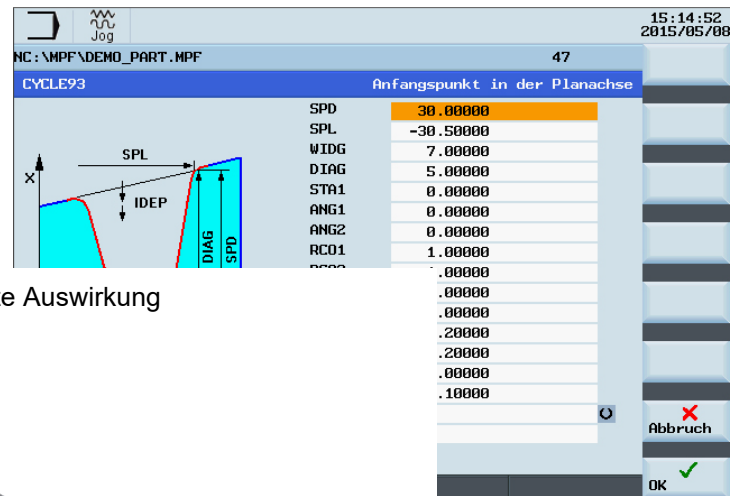 15:14:52
Jog 2015/05/08
NC:\MPF\DEMO_PART.MPF 47
CYCLE93 Anfangspunkt in der Planachse
SPD 30.00000
SPL -30.50000
WIDG 7.00000
DIAG 5.00000
STA1 0.00000
ANG1 0.00000
ANG2 0.00000
RCO1 1.00000
.00000
.00000
.00000
.20000
.20000
.00000
.10000
X
SPL
IDEP
DIAG
SPD
Auswirkung
Abbruch
OK